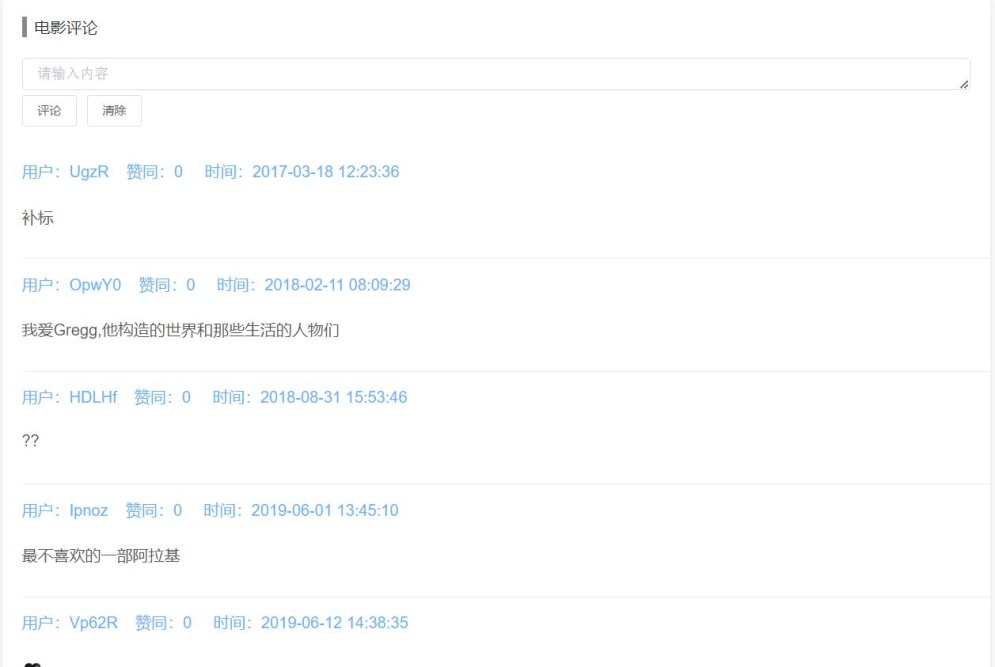 电影评论
请输入内容
评论 清除
用户：UgzR 赞同：0 时间：2017-03-18 12:23:36
补标
用户：OpwY0 赞同：0 时间：2018-02-11 08:09:29
我爱Gregg,他构造的世界和那些生活的人物们
用户：HDLHf 赞同：0 时间：2018-08-31 15:53:46
??
用户：Ipnoz 赞同：0 时间：2019-06-01 13:45:10
最不喜欢的一部阿拉基
用户：Vp62R 赞同：0 时间：2019-06-12 14:38:35